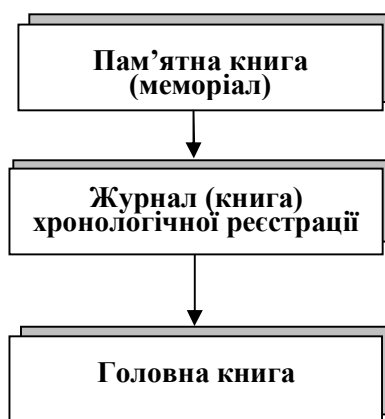 Пам’ятна книга
(меморіал)
Журнал (книга)
хронологічної реєстрації
Головна книга